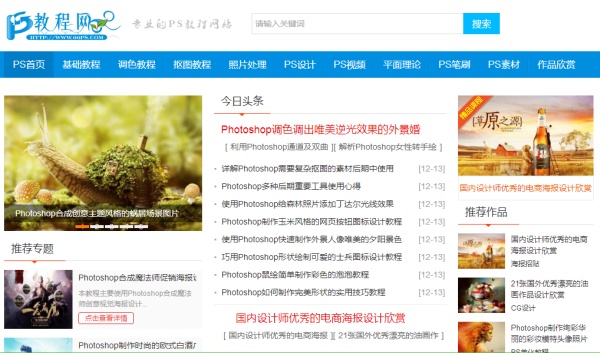 PS教程网
HTTP://WWW.00PS.COM
专业的PS教程网站
请输入关键词
搜索
PS首页 基础教程 调色教程 抠图教程 照片处理 PS设计 PS视频 平面理论 PS笔刷 PS素材 作品欣赏
Photoshop合成创意主题风格的蜗居场景图片
推荐专题
Photoshop合成魔法师促销海报设
本教程主要使用Photoshop合成魔法
师创意视觉海报设计...
点击查看详情
Photoshop制作时尚的欧式白酒广
今日头条
Photoshop调色调出唯美逆光效果的外景婚
[ 利用Photoshop通道及双曲 ][ 解析Photoshop女性转手绘 ]
详解Photoshop需要复杂抠图的素材后期中使用 [12-13]
Photoshop多种后期重要工具使用心得 [12-13]
使用Photoshop给森林照片添加丁达尔光线效果 [12-13]
Photoshop制作玉米风格的网页按钮图标设计教程 [12-13]
使用Photoshop快速制作外景人像唯美的夕阳景色 [12-13]
巧用Photoshop形状绘制可爱的士兵图标设计教程 [12-13]
Photoshop鼠绘简单制作彩色的泡泡教程 [12-13]
Photoshop如何制作完美形状的实用技巧教程 [12-13]
国内设计师优秀的电商海报设计欣赏
[ 国内设计师优秀的电商海报 ][ 21张国外优秀漂亮的油画作 ]
精品课程
草原之源
国内设计师优秀的电商海报设计欣赏
推荐作品
国内设计师优秀的电商
海报设计欣赏
海报招贴
21张国外优秀漂亮的油
画作品设计欣赏
CG设计
Photoshop制作绚彩华
丽的彩妆模特头像照片